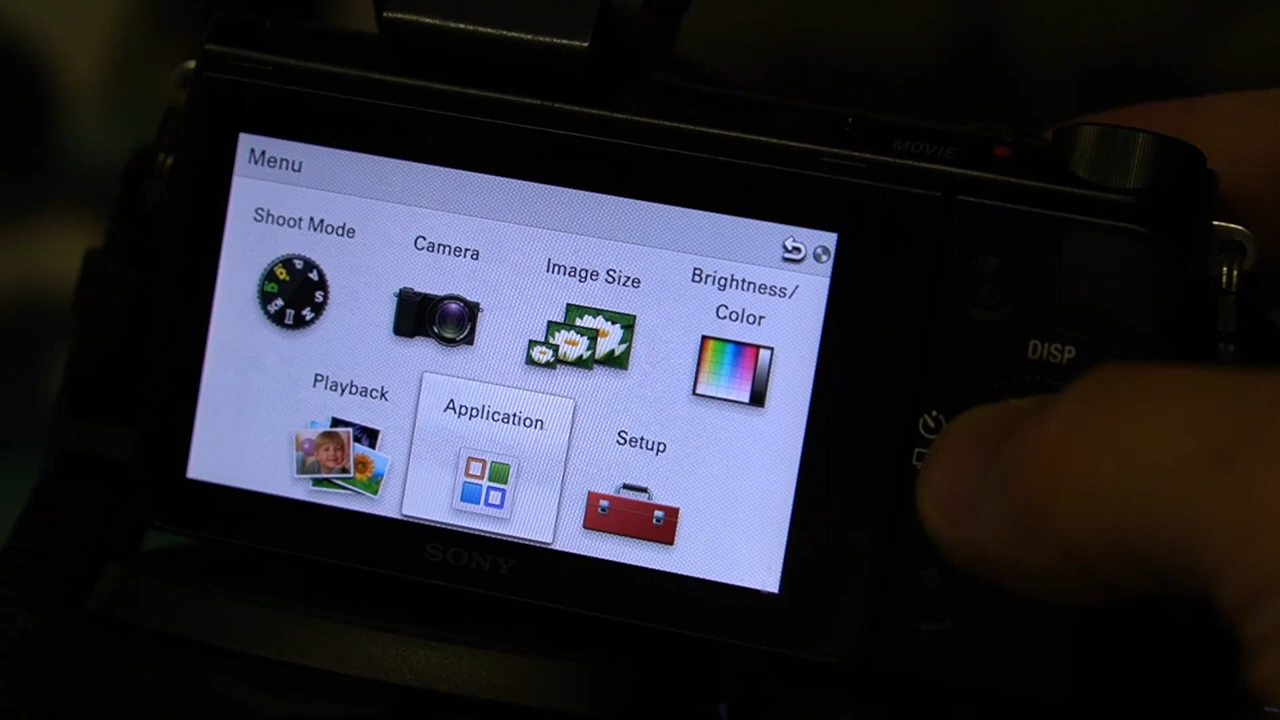 MOVIE
Menu
Shoot Mode
Camera
Image Size
Brightness/
Color
Playback
Application
Setup
DISP
SONY